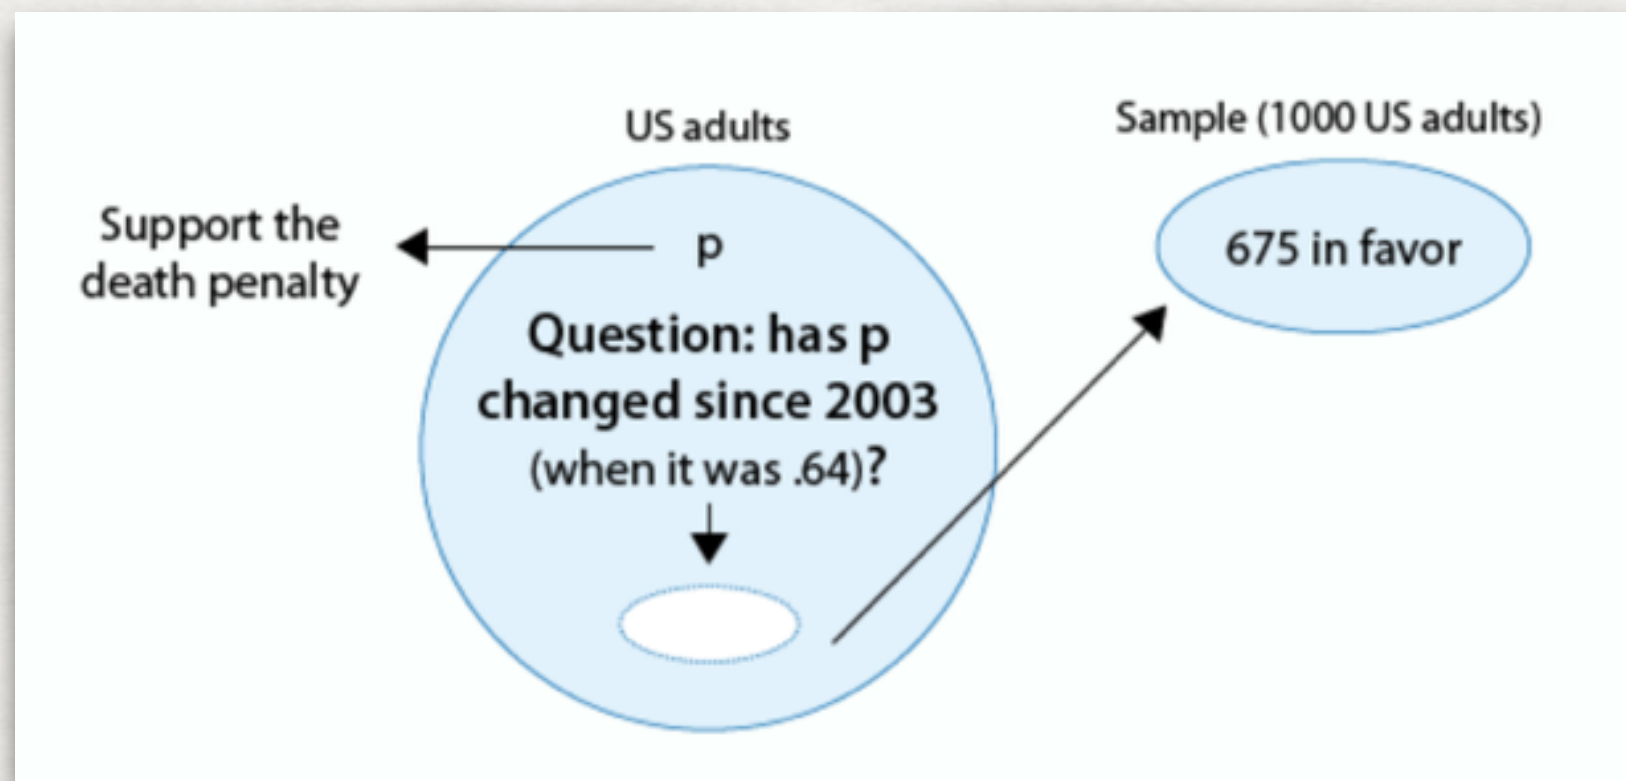 US adults
Sample (1000 US adults)
Support the
death penalty
p
675 in favor
Question: has p
changed since 2003
(when it was .64)?